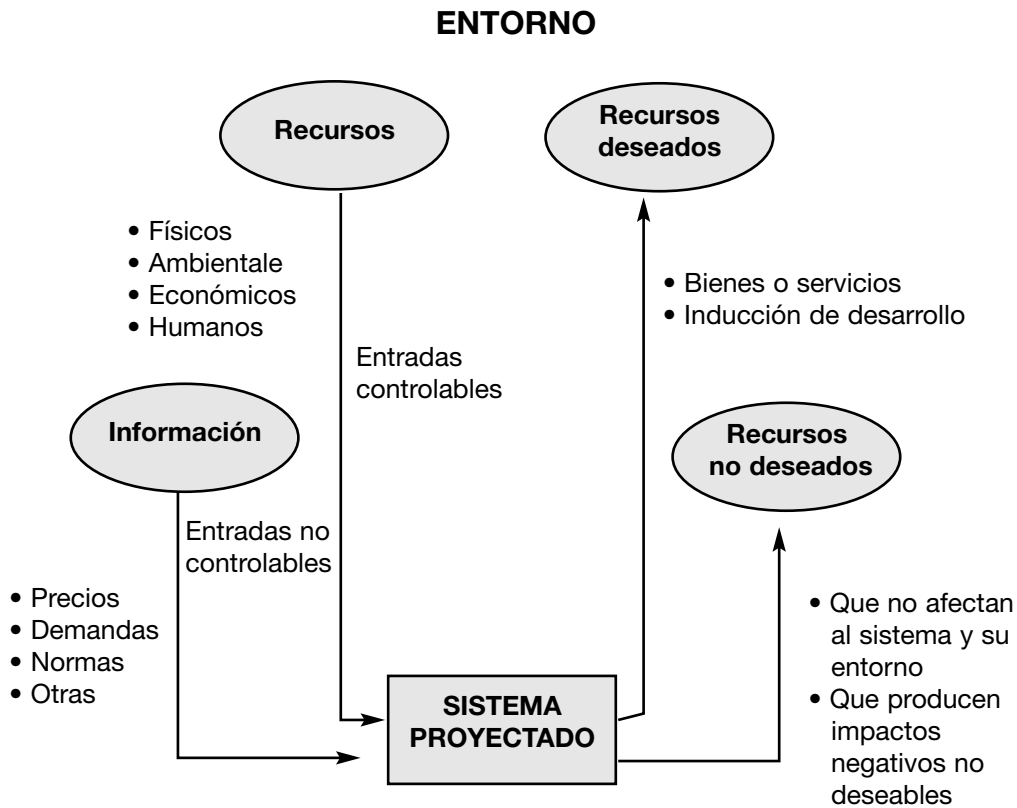 ENTORNO
Recursos
Recursos
deseados
• Físicos
• Ambientale
• Económicos
• Humanos
• Bienes o servicios
• Inducción de desarrollo
Entradas
controlables
Información
Recursos
no deseados
Entradas no
controlables
• Precios
• Demandas
• Normas
• Otras
• Que no afectan
al sistema y su
entorno
• Que producen
impactos
negativos no
deseables
SISTEMA
PROYECTADO